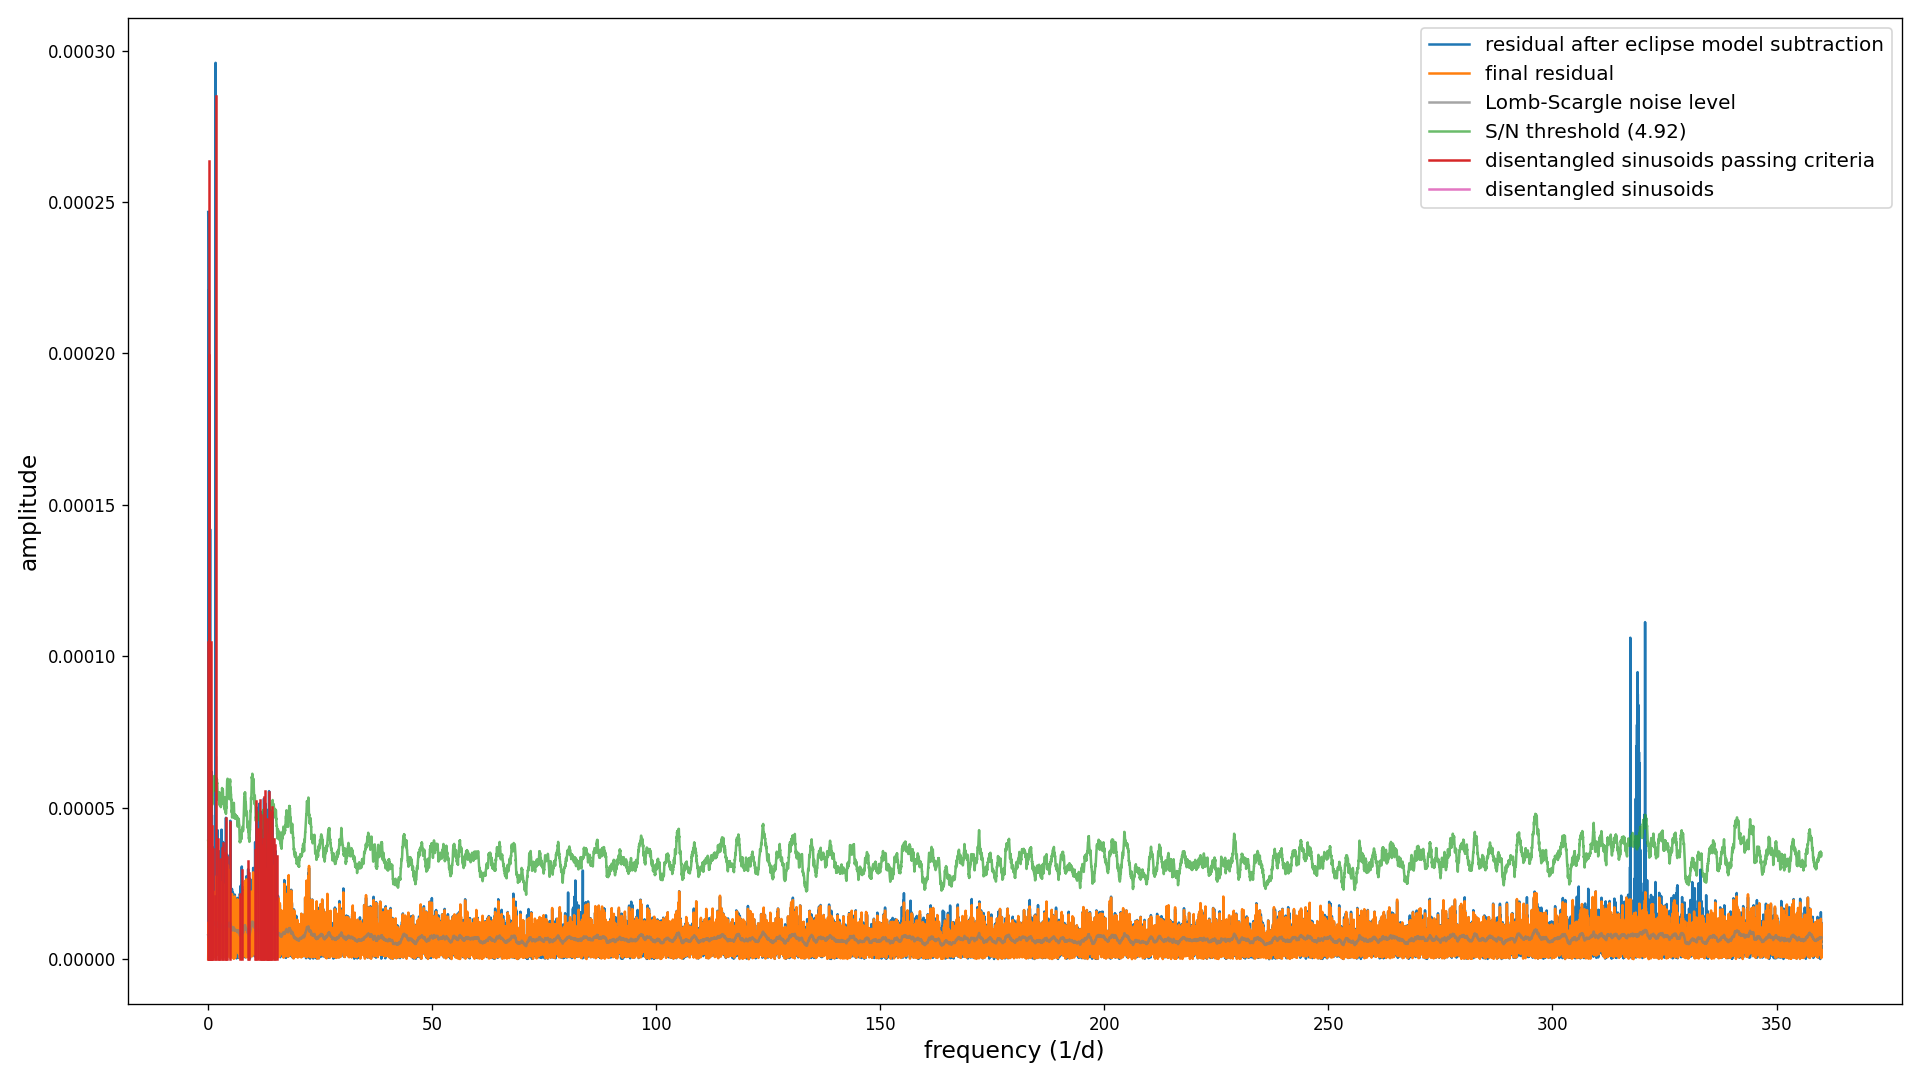 residual after eclipse model subtraction
final residual
Lomb-Scargle noise level
S/N threshold (4.92)
disentangled sinusoids passing criteria
disentangled sinusoids
0.00030
0.00025
0.00020
0.00015
0.00010
0.00005
0.00000
amplitude
0 50 100 150 200 250 300 350
frequency (1/d)